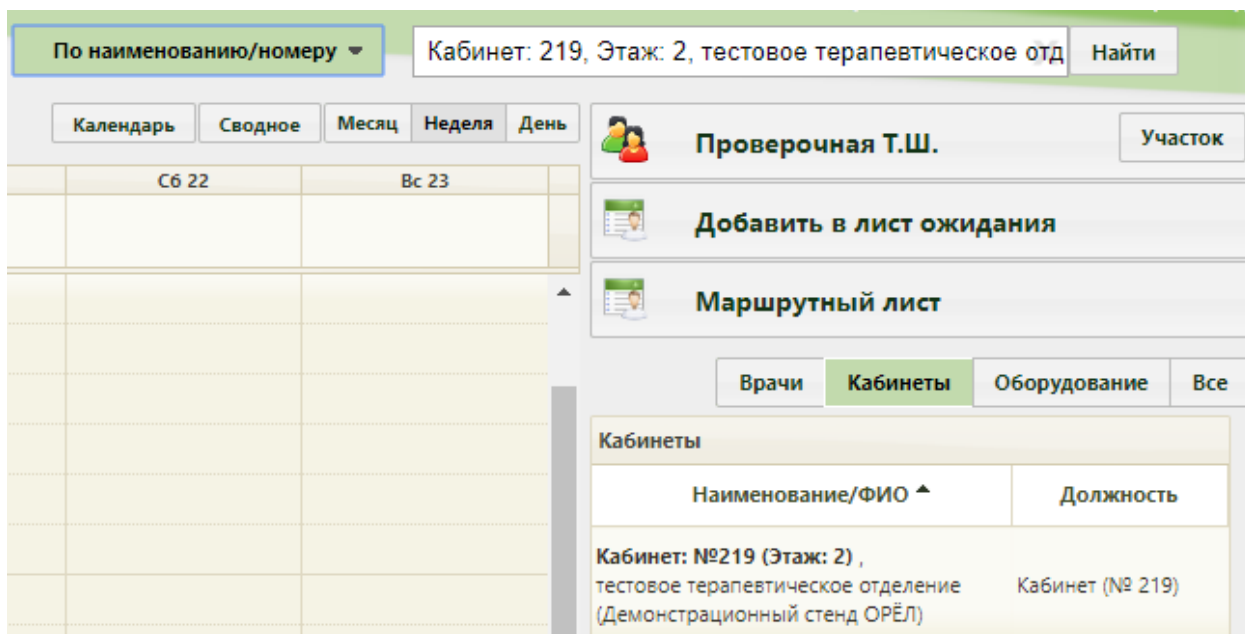 По наименованию/номеру
Кабинет: 219, Этаж: 2, тестовое терапевтическое отд
Найти
Календарь
Сводное
Месяц
Неделя
День
Сб 22
Вс 23
Проверочная Т.Ш.
Участок
Добавить в лист ожидания
Маршрутный лист
Врачи
Кабинеты
Оборудование
Все
Кабинеты
Наименование/ФИО
Должность
Кабинет: №219 (Этаж: 2) ,
тестовое терапевтическое отделение
(Демонстрационный стенд ОРЁЛ)
Кабинет (№ 219)